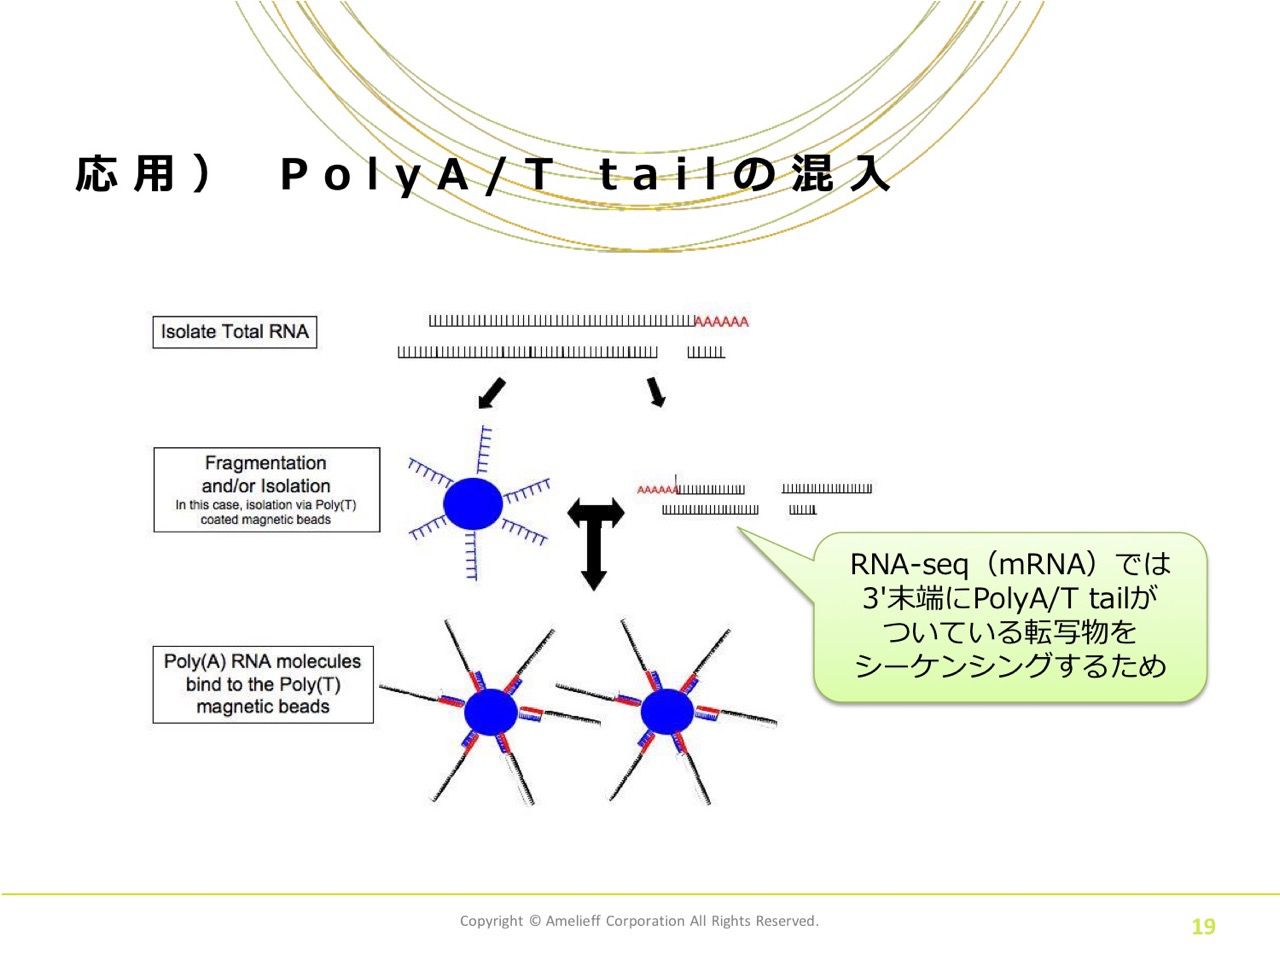 応用） PolyA/T tailの混入
Isolate Total RNA
AAAAAA
Fragmentation
and/or Isolation
In this case, isolation via Poly(T)
coated magnetic beads
AAAAAA
RNA-seq（mRNA）では
3'末端にPolyA/T tailが
ついている転写物を
シーケンシングするため
Poly(A) RNA molecules
bind to the Poly(T)
magnetic beads
Copyright © Amelieff Corporation All Rights Reserved.
19